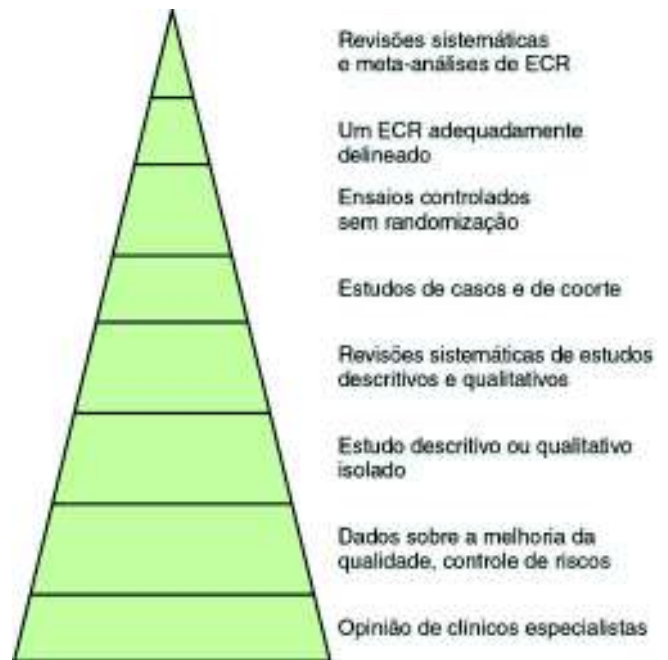 Revisões sistemáticas
e meta-análises de ECR
Um ECR adequadamente
delineado
Ensaios controlados
sem randomização
Estudos de casos e de coorte
Revisões sistemáticas de estudos
descritivos e qualitativos
Estudo descritivo ou qualitativo
isolado
Dados sobre a melhoria da
qualidade, controle de riscos
Opinião de clínicos especialistas